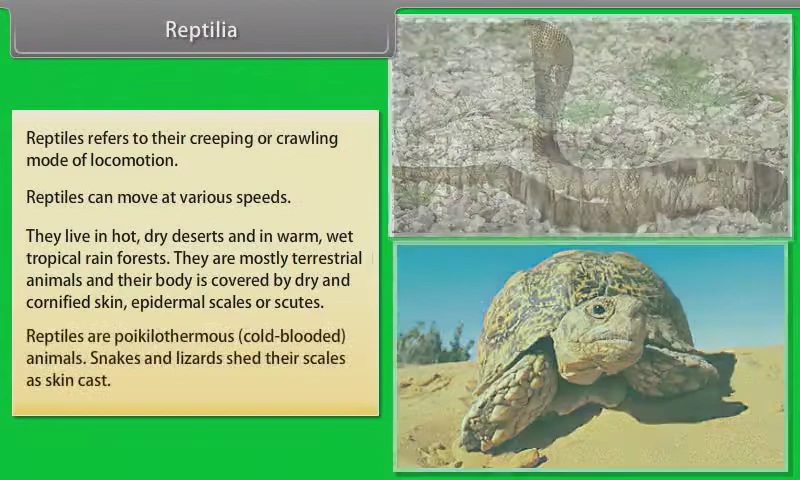 Reptilia
Reptiles refers to their creeping or crawling
mode of locomotion.
Reptiles can move at various speeds.
They live in hot, dry deserts and in warm, wet
tropical rain forests. They are mostly terrestrial
animals and their body is covered by dry and
cornified skin, epidermal scales or scutes.
Reptiles are poikilothermous (cold-blooded)
animals. Snakes and lizards shed their scales
as skin cast.